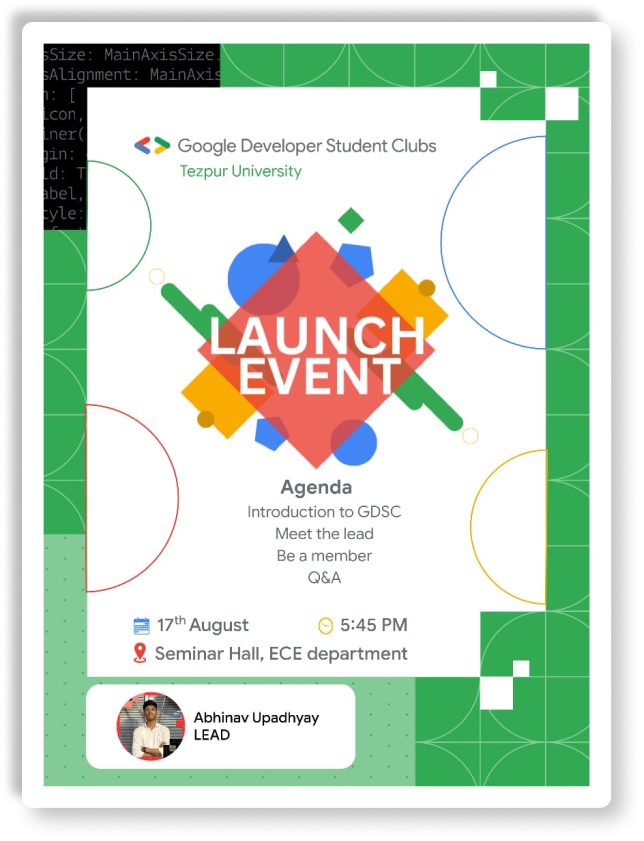 sSize: MainAxisSize.
sAlignment: MainAxis
n: [
icon,
iner(
gin:
ld: T
abel,
tyle:
Google Developer Student Clubs
Tezpur University
LAUNCH
EVENT
Agenda
Introduction to GDSC
Meet the lead
Be a member
Q&A
17th August
5:45 PM
Seminar Hall, ECE department
Abhinav Upadhyay
LEAD